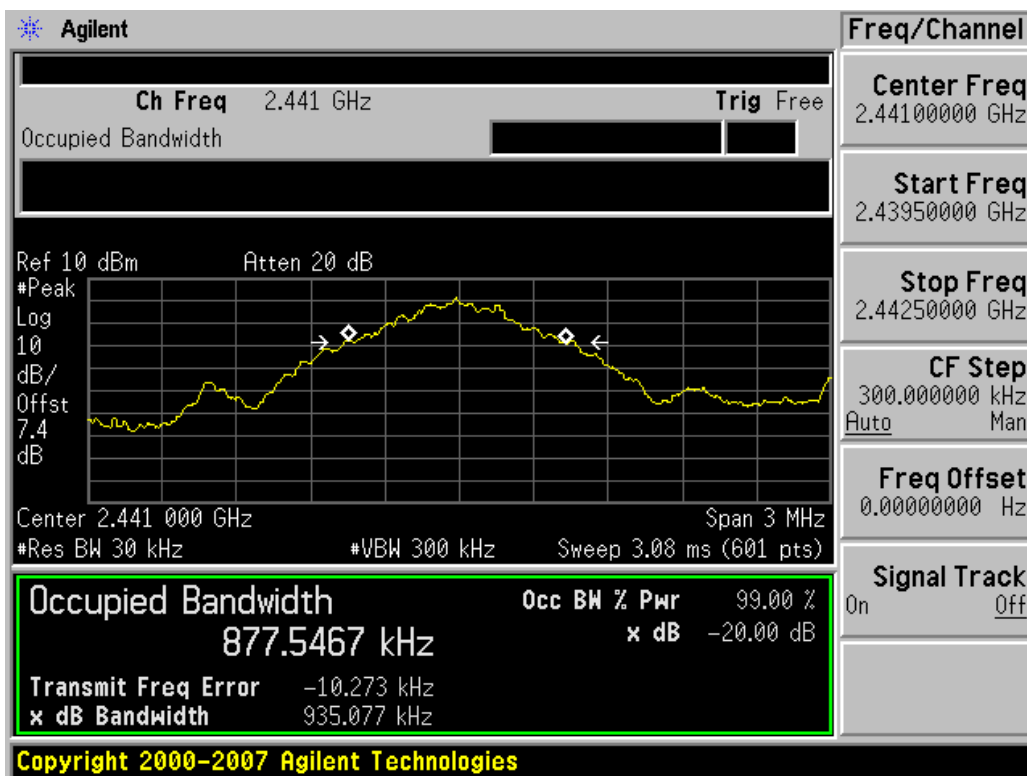 Agilent
Freq/Channel
Ch Freq 2.441 GHz Trig Free
Occupied Bandwidth
Center Freq
2.44100000 GHz
Start Freq
2.43950000 GHz
Stop Freq
2.44250000 GHz
CF Step
300.000000 kHz
Auto Man
Freq Offset
0.00000000 Hz
Signal Track
On Off
Ref 10 dBm Atten 20 dB
#Peak
Log
10
dB/
Offst
7.4
dB
Center 2.441 000 GHz Span 3 MHz
#Res BW 30 kHz #VBW 300 kHz Sweep 3.08 ms (601 pts)
Occupied Bandwidth
877.5467 kHz
Occ BW % Pwr 99.00 %
x dB -20.00 dB
Transmit Freq Error -10.273 kHz
x dB Bandwidth 935.077 kHz
Copyright 2000-2007 Agilent Technologies